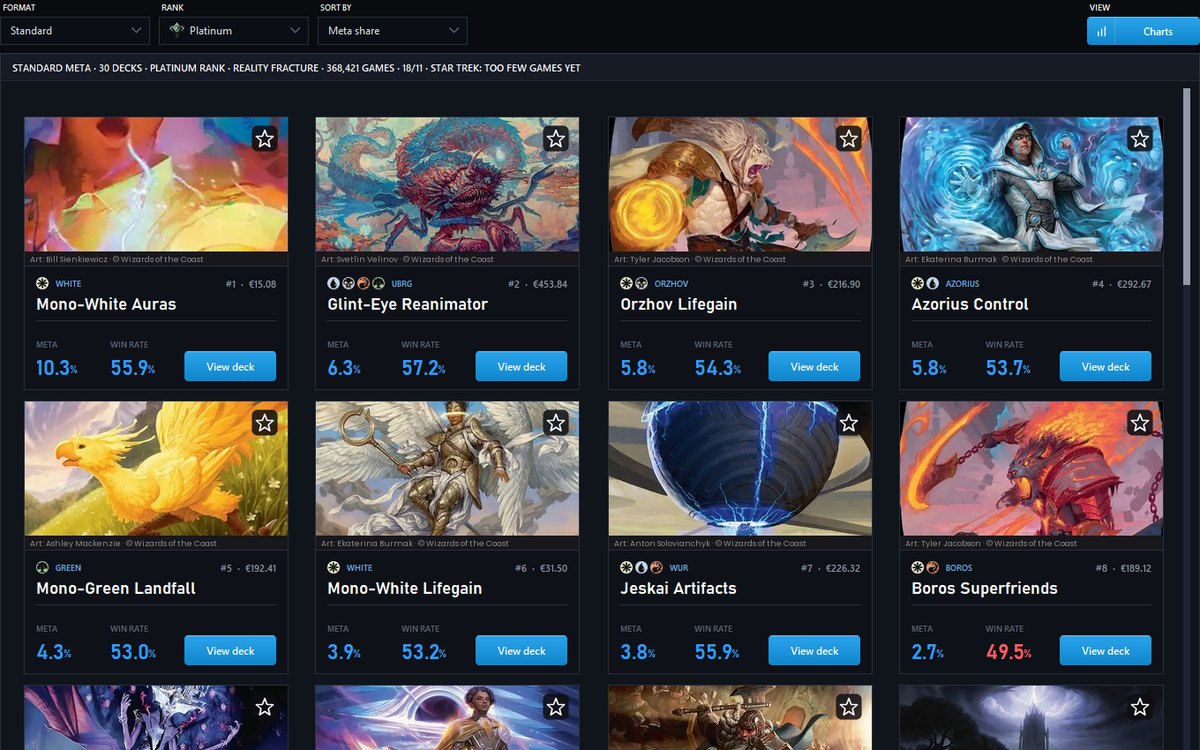 FORMAT
RANK
SORT BY
VIEW
Standard
Platinum
Meta share
Charts
STANDARD META · 30 DECKS · PLATINUM RANK · REALITY FRACTURE · 368,421 GAMES · 18/11 · STAR TREK: TOO FEW GAMES YET
Art: Bill Sienkiewicz · © Wizards of the Coast
WHITE #1 · €15.08
Mono-White Auras
META WIN RATE
10.3% 55.9% View deck
Art: Svetlin Velinov · © Wizards of the Coast
UBRG #2 · €453.84
Glint-Eye Reanimator
META WIN RATE
6.3% 57.2% View deck
Art: Tyler Jacobson · © Wizards of the Coast
ORZHOV #3 · €216.90
Orzhov Lifegain
META WIN RATE
5.8% 54.3% View deck
Art: Ekaterina Burmak · © Wizards of the Coast
AZORIUS #4 · €292.67
Azorius Control
META WIN RATE
5.8% 53.7% View deck
Art: Ashley Mackenzie · © Wizards of the Coast
GREEN #5 · €192.41
Mono-Green Landfall
META WIN RATE
4.3% 53.0% View deck
Art: Ekaterina Burmak · © Wizards of the Coast
WHITE #6 · €31.50
Mono-White Lifegain
META WIN RATE
3.9% 53.2% View deck
Art: Anton Solovianchyk · © Wizards of the Coast
WUR #7 · €226.32
Jeskai Artifacts
META WIN RATE
3.8% 55.9% View deck
Art: Tyler Jacobson · © Wizards of the Coast
BOROS #8 · €189.12
Boros Superfriends
META WIN RATE
2.7% 49.5% View deck